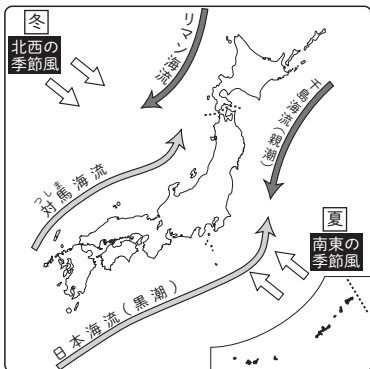 冬
北西の
季節風
リマン海流
千島海流(親潮)
つしま
対馬海流
夏
南東の
季節風
日本海流(黒潮)